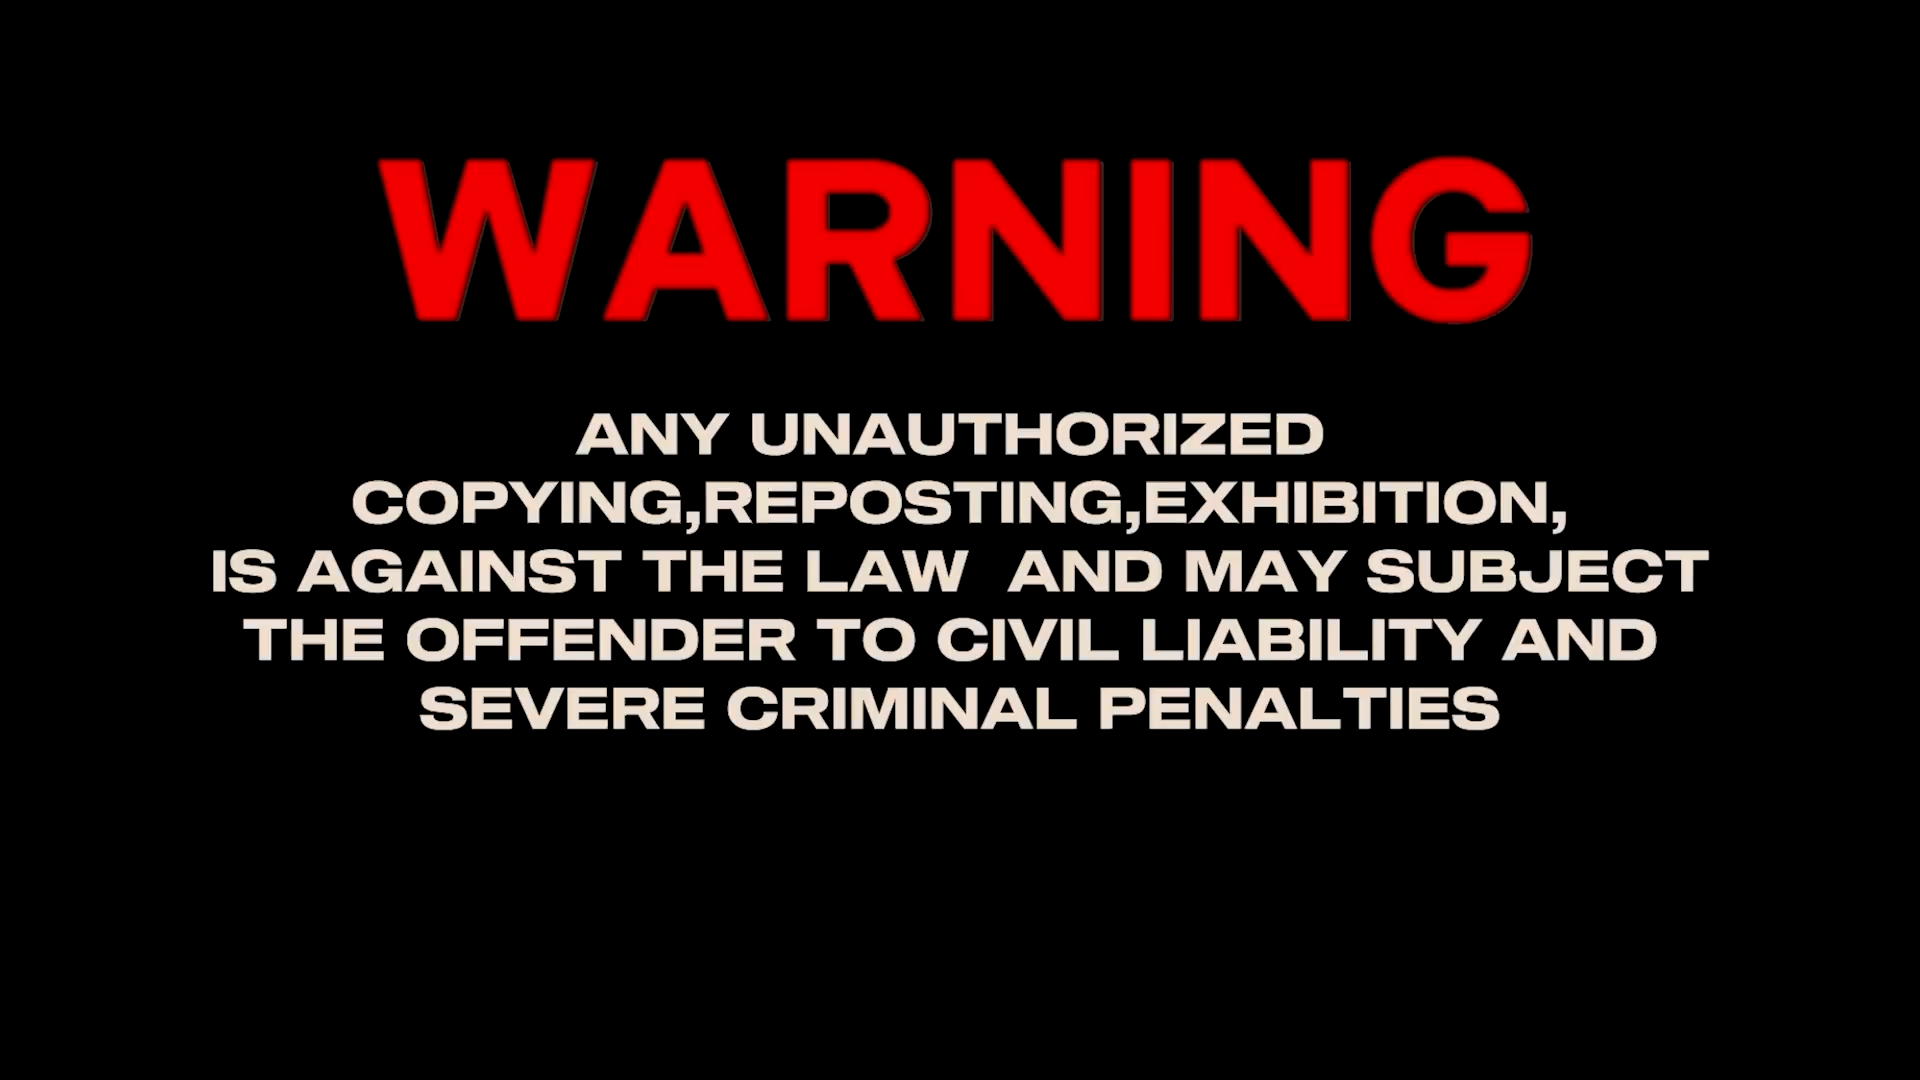 WARNING
ANY UNAUTHORIZED
COPYING,REPOSTING,EXHIBITION,
IS AGAINST THE LAW  AND MAY SUBJECT
THE OFFENDER TO CIVIL LIABILITY AND
SEVERE CRIMINAL PENALTIES